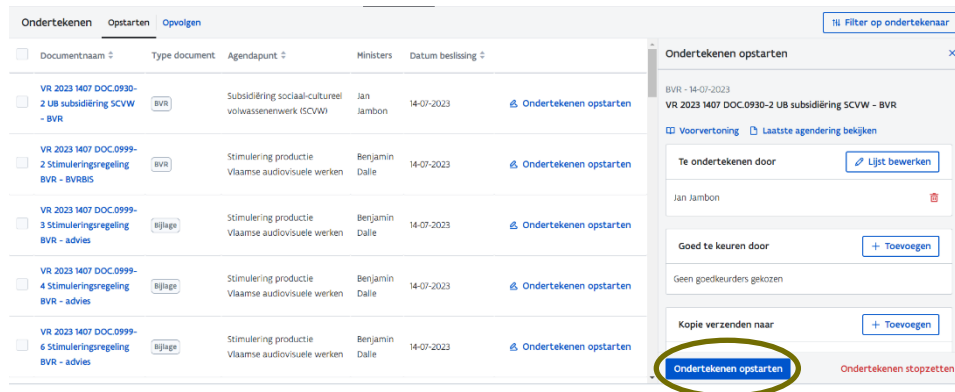 Ondertekenen Opstarten Opvolgen
Filter op ondertekenaar
Documentnaam Type document Agendapunt Ministers Datum beslissing
VR 2023 1407 DOC.0930-
2 UB subsidiëring SCVW
- BVR
BVR
Subsidiëring sociaal-cultureel
volwassenenwerk (SCVW)
Jan
Jambon
14-07-2023
Ondertekenen opstarten
VR 2023 1407 DOC.0999-
2 Stimuleringsregeling
BVR - BVRBIS
BVR
Stimulering productie
Vlaamse audiovisuele werken
Benjamin
Dalle
14-07-2023
Ondertekenen opstarten
VR 2023 1407 DOC.0999-
3 Stimuleringsregeling
BVR - advies
Bijlage
Stimulering productie
Vlaamse audiovisuele werken
Benjamin
Dalle
14-07-2023
Ondertekenen opstarten
VR 2023 1407 DOC.0999-
4 Stimuleringsregeling
BVR - advies
Bijlage
Stimulering productie
Vlaamse audiovisuele werken
Benjamin
Dalle
14-07-2023
Ondertekenen opstarten
VR 2023 1407 DOC.0999-
6 Stimuleringsregeling
BVR - advies
Bijlage
Stimulering productie
Vlaamse audiovisuele werken
Benjamin
Dalle
14-07-2023
Ondertekenen opstarten
Ondertekenen opstarten
BVR - 14-07-2023
VR 2023 1407 DOC.0930-2 UB subsidiëring SCVW - BVR
Voorvertoning Laatste agendering bekijken
Te ondertekenen door
Lijst bewerken
Jan Jambon
Goed te keuren door
+ Toevoegen
Geen goedkeurders gekozen
Kopie verzenden naar
+ Toevoegen
Ondertekenen opstarten
Ondertekenen stopzetten